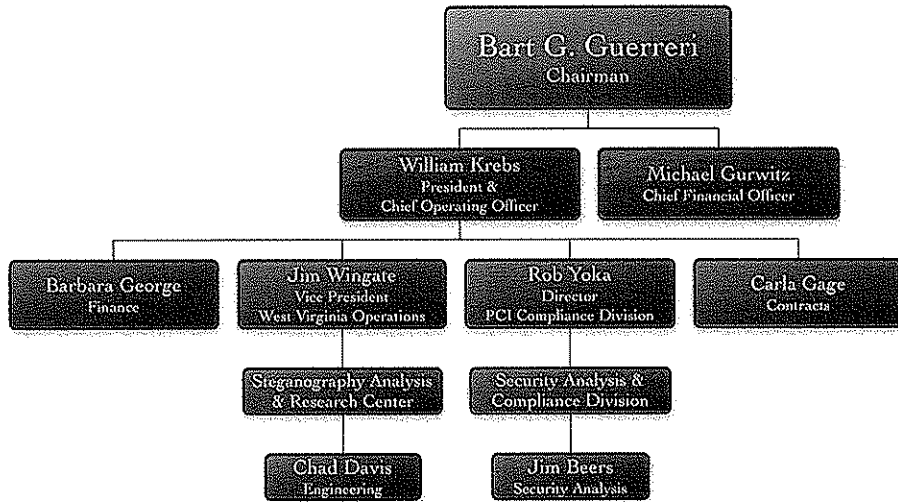 Bart G. Guerreri
Chairman
William Krebs
President &
Chief Operating Officer
Michael Gurwitz
Chief Financial Officer
Barbara George
Finance
Jim Wingate
Vice President
West Virginia Operations
Rob Yoka
Director
PCI Compliance Division
Carla Gage
Contracts
Steganography Analysis
& Research Center
Security Analysis &
Compliance Division
Chad Davis
Engineering
Jim Beers
Security Analysis